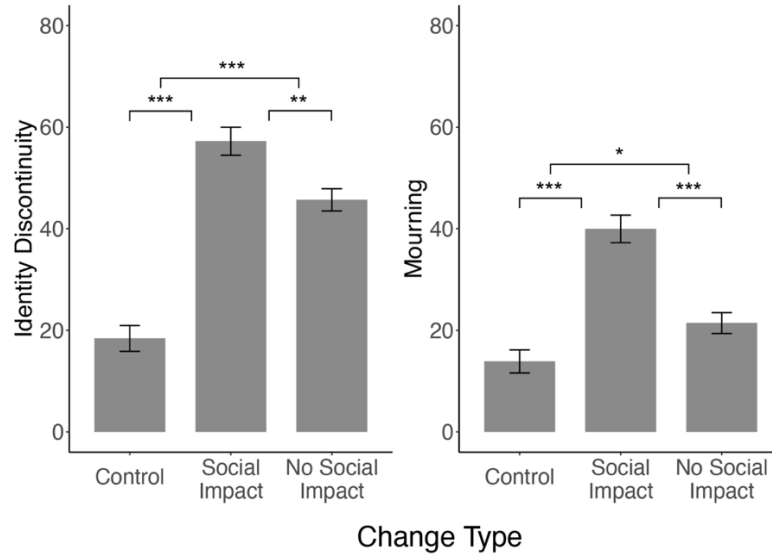 80
60
40
20
0
Identity Discontinuity
***
***
**
Control
Social
Impact
No Social
Impact
80
60
40
20
0
Mourning
*
***
***
Control
Social
Impact
No Social
Impact
Change Type